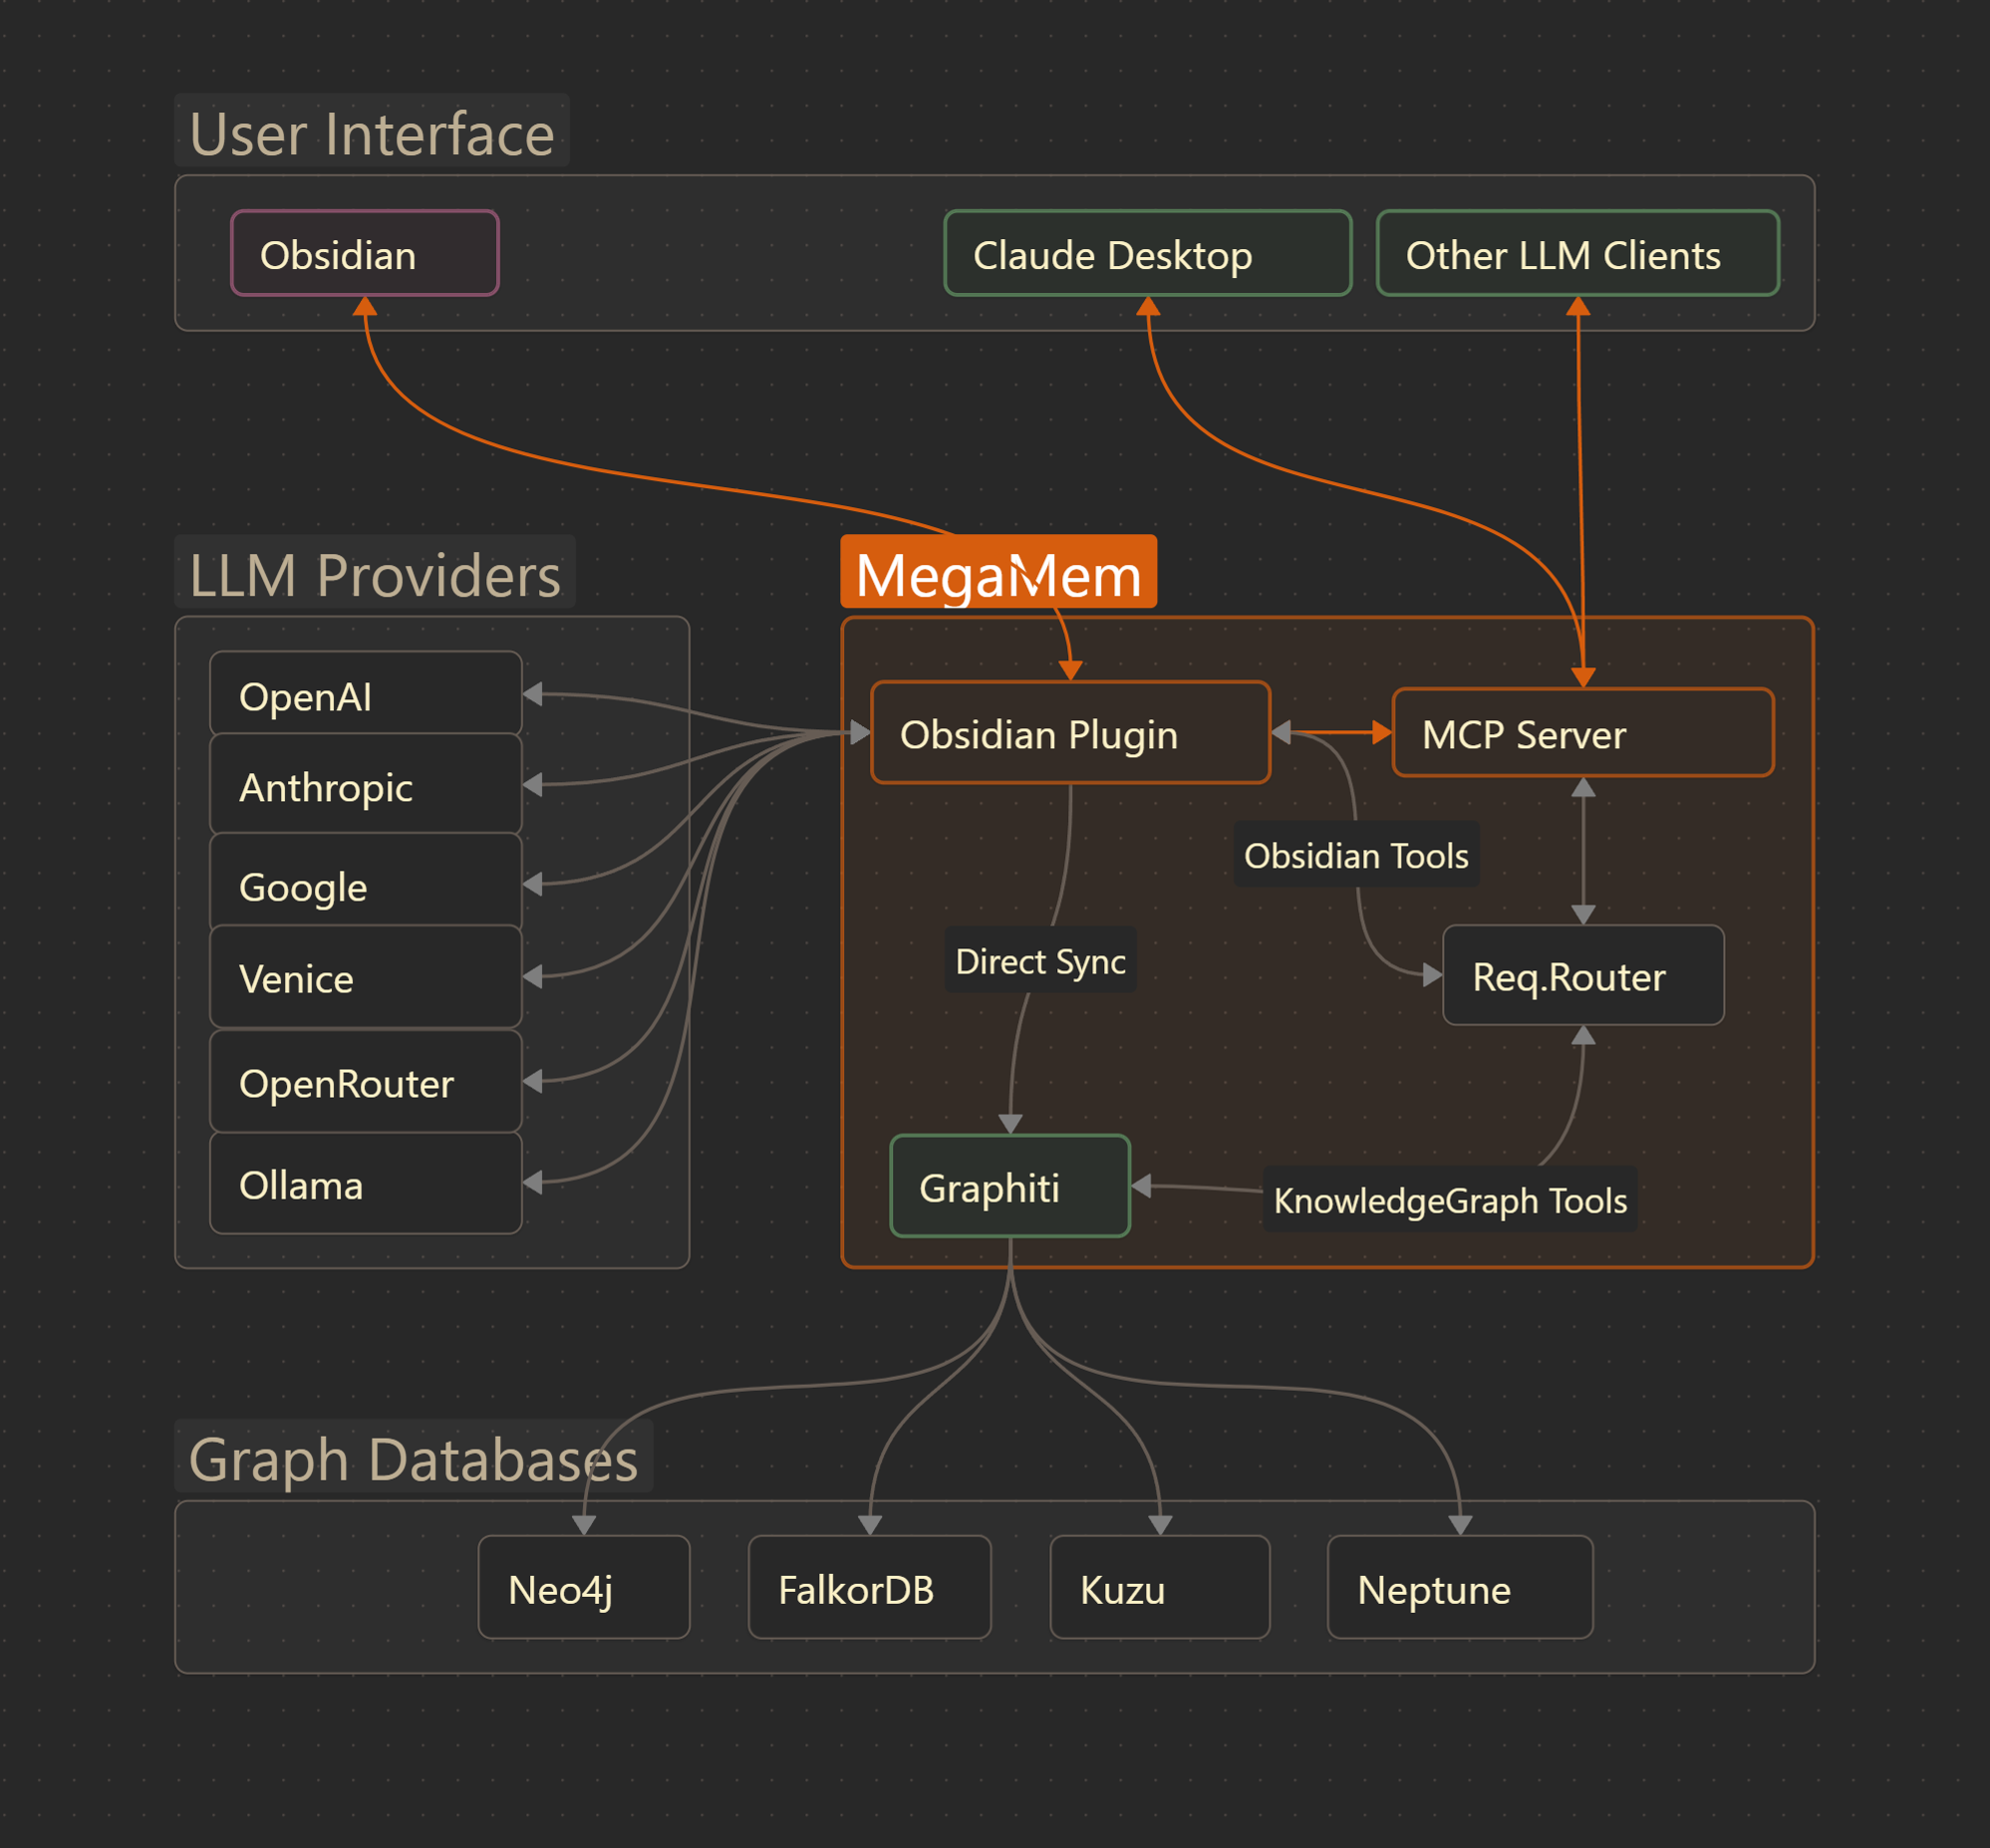 User Interface
Obsidian
Claude Desktop
Other LLM Clients
LLM Providers
OpenAI
Anthropic
Google
Venice
OpenRouter
Ollama
MegaMem
Obsidian Plugin
MCP Server
Obsidian Tools
Direct Sync
Req.Router
Graphiti
KnowledgeGraph Tools
Graph Databases
Neo4j
FalkorDB
Kuzu
Neptune